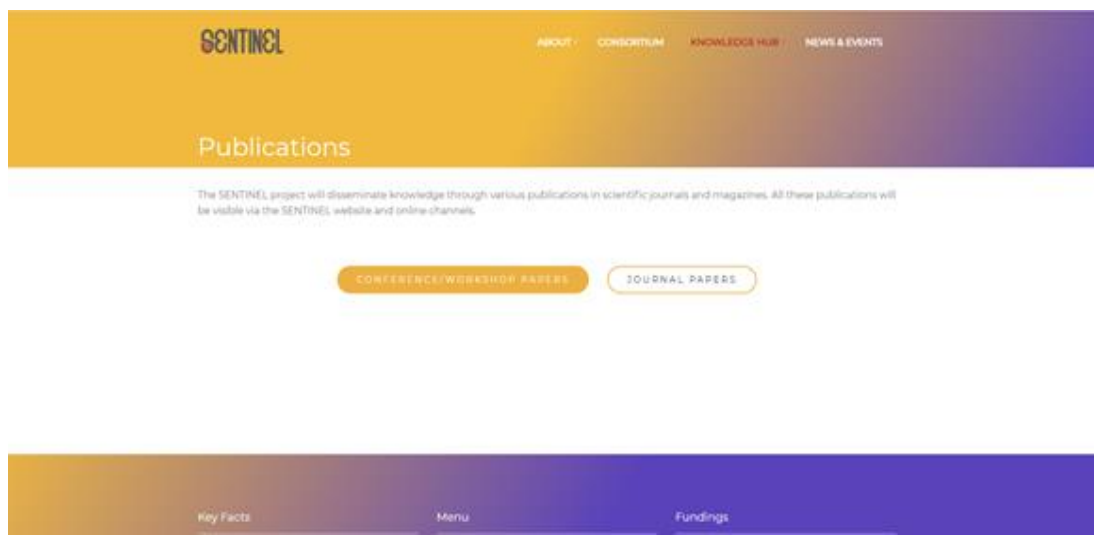 SENTINEL
ABOUT CONSORTIUM KNOWLEDGE HUB NEWS & EVENTS
Publications
The SENTINEL project will disseminate knowledge through various publications in scientific journals and magazines. All these publications will
be visible via the SENTINEL website and online channels.
CONFERENCE/WORKSHOP PAPERS JOURNAL PAPERS
Key Facts Menu Fundings